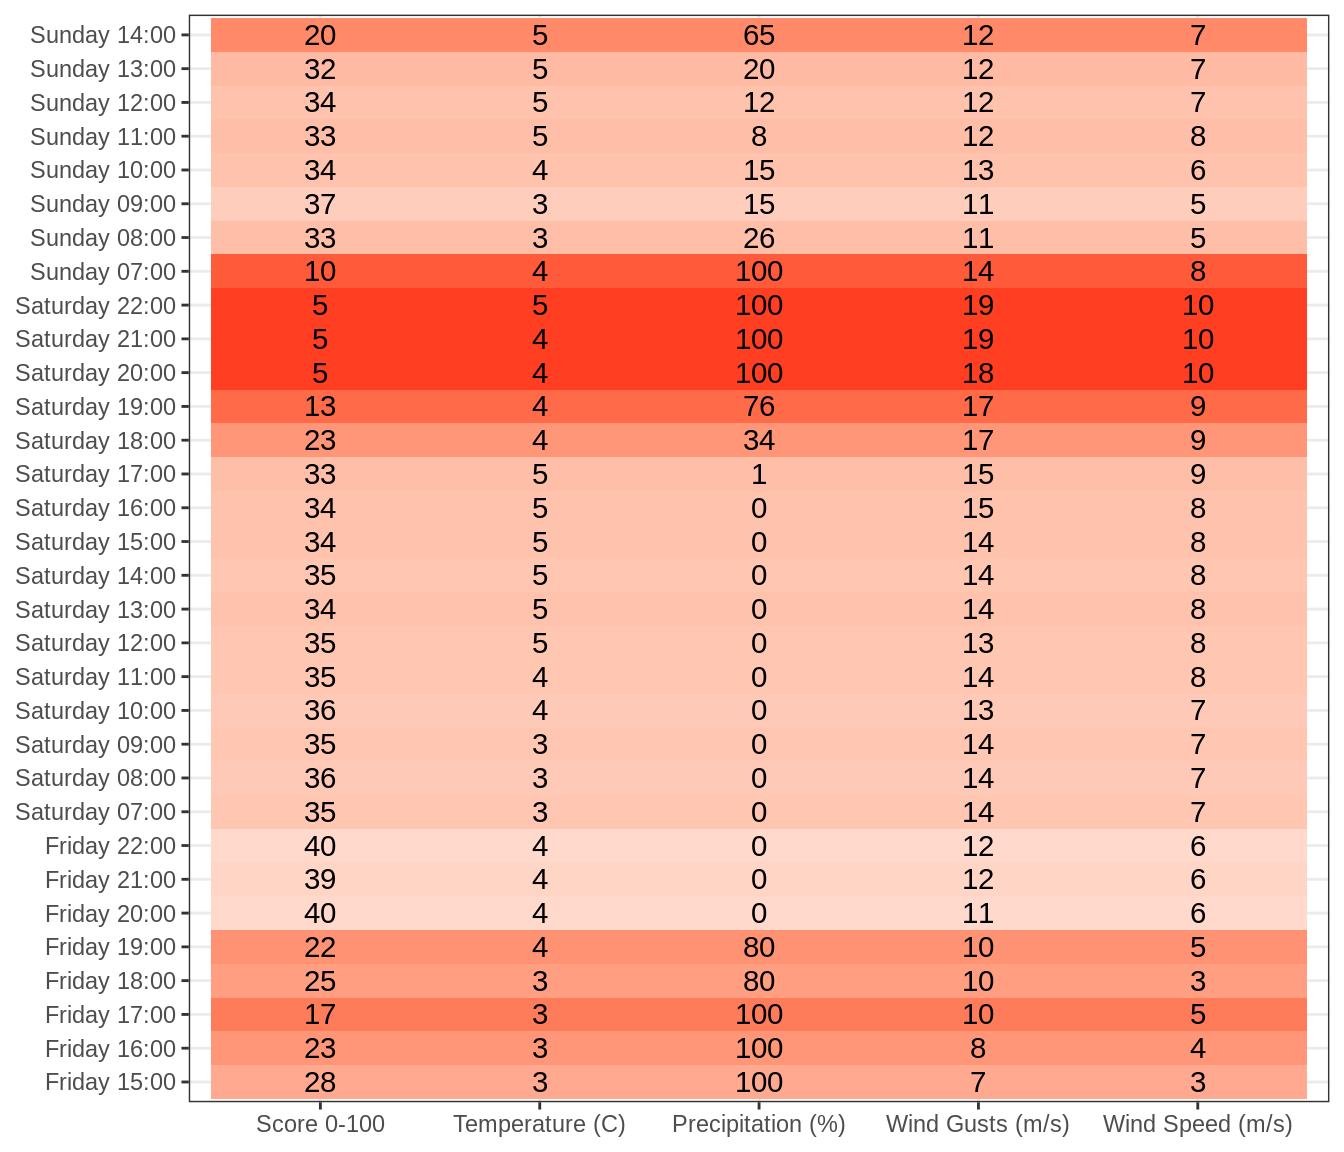 Sunday 14:00 20 5 65 12 7
Sunday 13:00 32 5 20 12 7
Sunday 12:00 34 5 12 12 7
Sunday 11:00 33 5 8 12 8
Sunday 10:00 34 4 15 13 6
Sunday 09:00 37 3 15 11 5
Sunday 08:00 33 3 26 11 5
Sunday 07:00 10 4 100 14 8
Saturday 22:00 5 5 100 19 10
Saturday 21:00 5 4 100 19 10
Saturday 20:00 5 4 100 18 10
Saturday 19:00 13 4 76 17 9
Saturday 18:00 23 4 34 17 9
Saturday 17:00 33 5 1 15 9
Saturday 16:00 34 5 0 15 8
Saturday 15:00 34 5 0 14 8
Saturday 14:00 35 5 0 14 8
Saturday 13:00 34 5 0 14 8
Saturday 12:00 35 5 0 13 8
Saturday 11:00 35 4 0 14 8
Saturday 10:00 36 4 0 13 7
Saturday 09:00 35 3 0 14 7
Saturday 08:00 36 3 0 14 7
Saturday 07:00 35 3 0 14 7
Friday 22:00 40 4 0 12 6
Friday 21:00 39 4 0 12 6
Friday 20:00 40 4 0 11 6
Friday 19:00 22 4 80 10 5
Friday 18:00 25 3 80 10 3
Friday 17:00 17 3 100 10 5
Friday 16:00 23 3 100 8 4
Friday 15:00 28 3 100 7 3
Score 0-100 Temperature (C) Precipitation (%) Wind Gusts (m/s) Wind Speed (m/s)